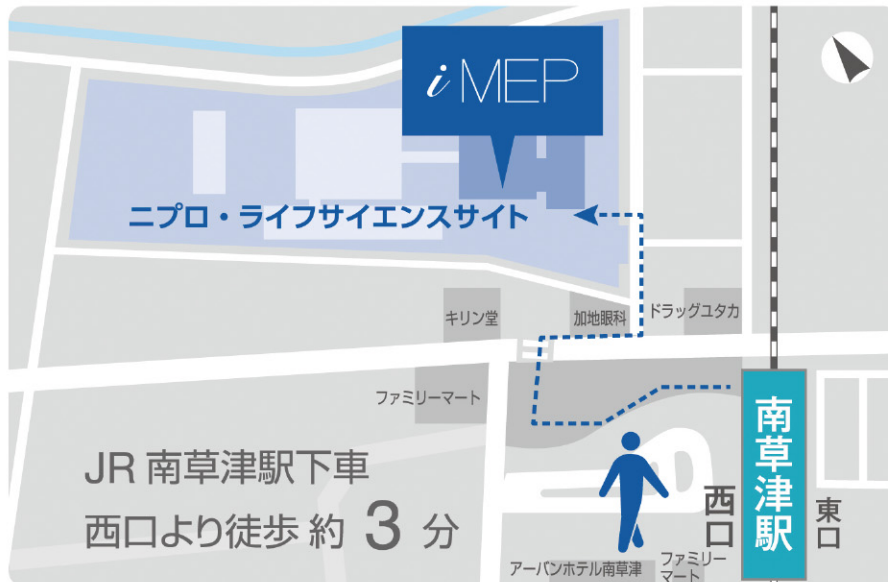 i MEP
ニプロ・ライフサイエンスサイト
キリン堂
加地眼科
ドラッグユタカ
ファミリーマート
JR 南草津駅下車
西口より徒歩 約 3 分
西口
南草津駅
東口
アーバンホテル南草津
ファミリー
マート